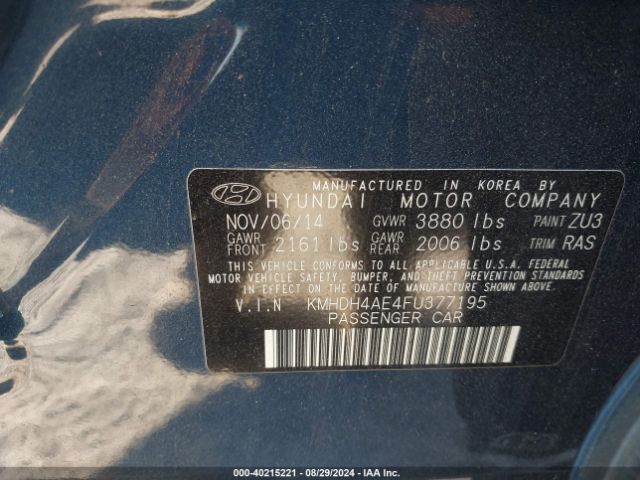 MANUFACTURED IN KOREA BY
HYUNDAI MOTOR COMPANY
NOV/06/14 GVWR 3880 lbs PAINT ZU3
GAWR FRONT 2161 lbs GAWR REAR 2006 lbs TRIM RAS
THIS VEHICLE CONFORMS TO ALL APPLICABLE U.S.A. FEDERAL
MOTOR VEHICLE SAFETY, BUMPER, AND THEFT PREVENTION STANDARDS
IN EFFECT ON THE DATE OF MANUFACTURE SHOWN ABOVE.
V.I.N KMHDH4AE4FU377195
PASSENGER CAR
000-40215221 - 08/29/2024 - IAA Inc.